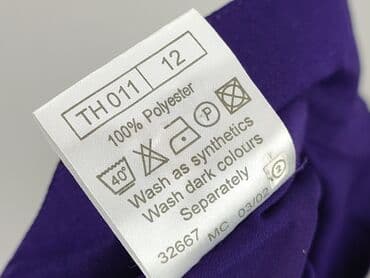 TH 011 12
100% Polyester
40° P
Wash as synthetics
Wash dark colours
Separately
32667 MC 03/02